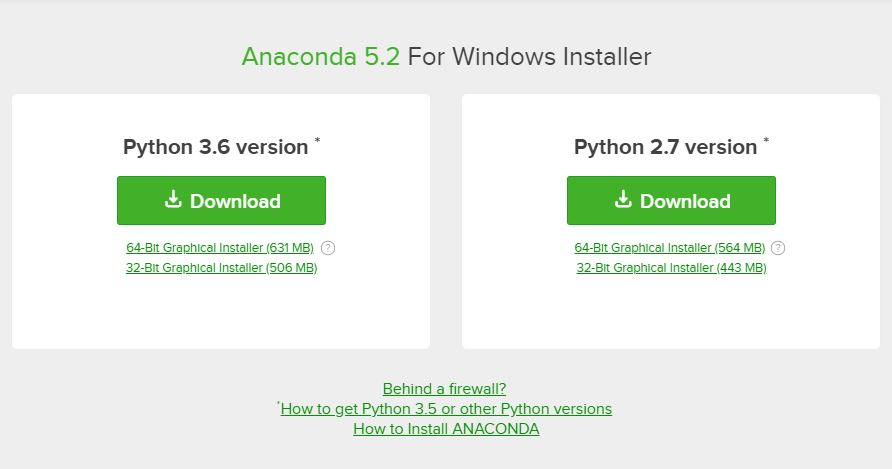 Anaconda 5.2 For Windows Installer
Python 3.6 version *
Download
64-Bit Graphical Installer (631 MB) ?
32-Bit Graphical Installer (506 MB)
Python 2.7 version *
Download
64-Bit Graphical Installer (564 MB) ?
32-Bit Graphical Installer (443 MB)
Behind a firewall?
*How to get Python 3.5 or other Python versions
How to Install ANACONDA